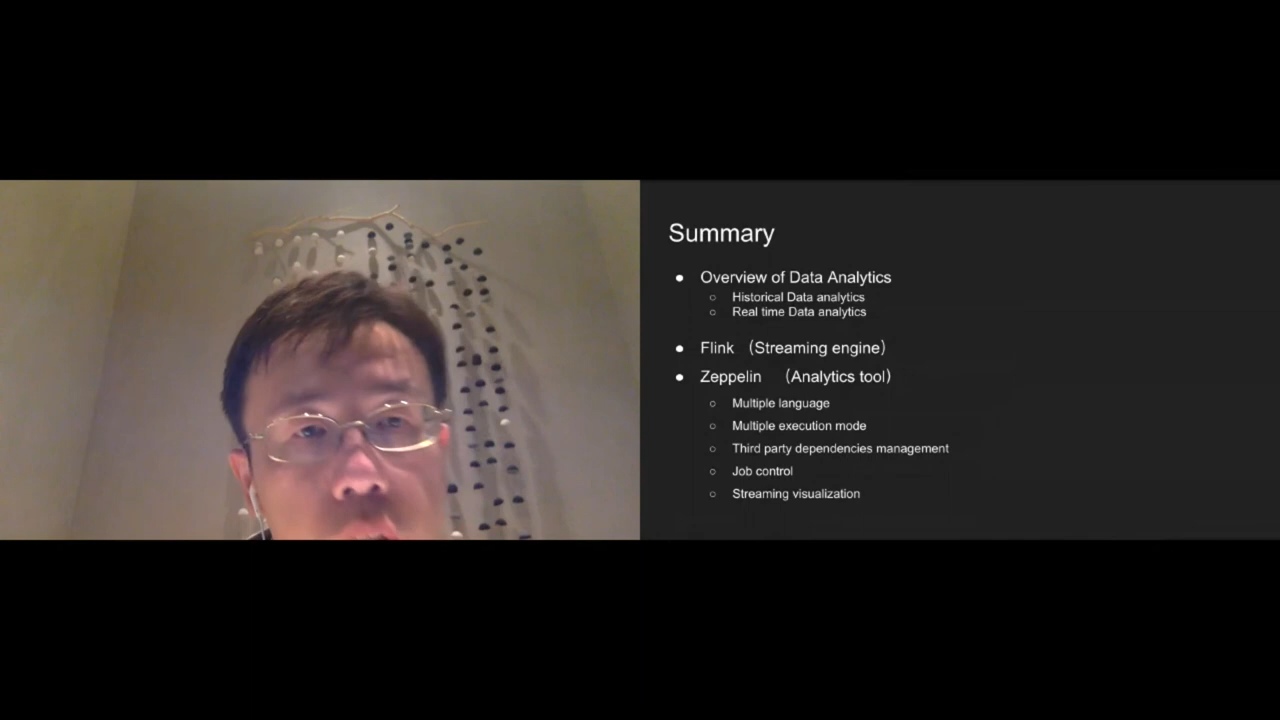 Summary
● Overview of Data Analytics
○ Historical Data analytics
○ Real time Data analytics
● Flink （Streaming engine）
● Zeppelin （Analytics tool）
○ Multiple language
○ Multiple execution mode
○ Third party dependencies management
○ Job control
○ Streaming visualization